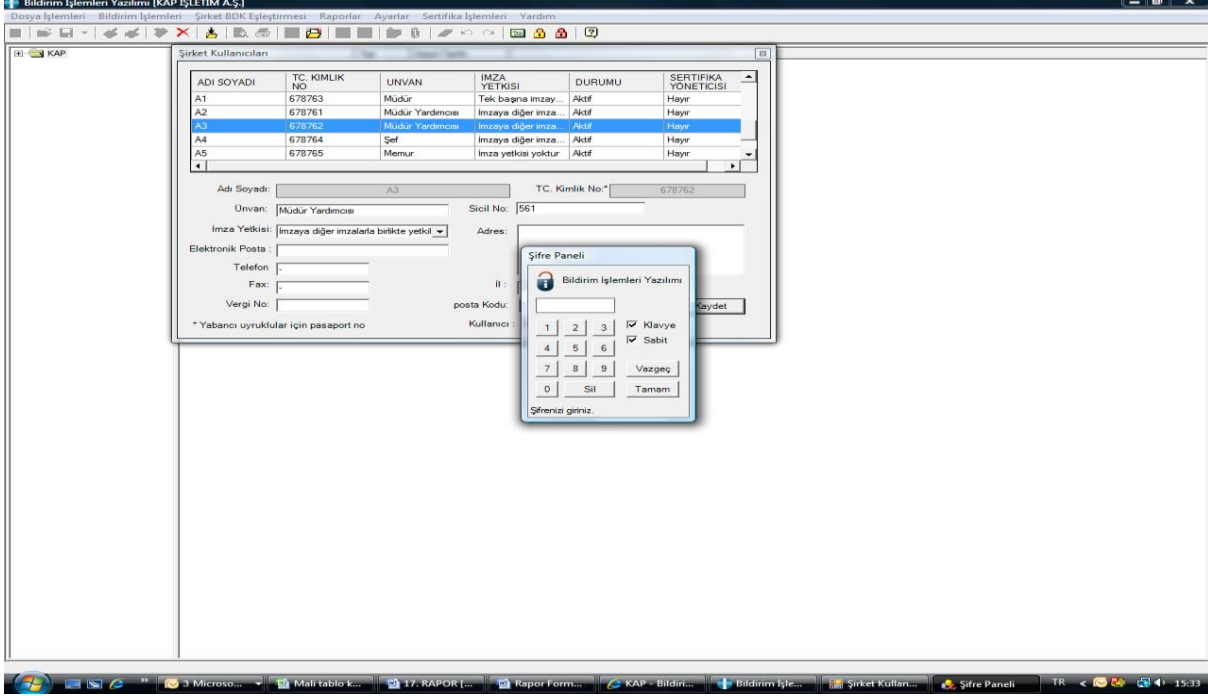 Bildirim İşlemleri Yazılımı [KAP İŞLETİM A.Ş.]
Dosya İşlemleri Bildirim İşlemleri Şirket BDK Eşleştirmesi Raporlar Ayarlar Sertifika İşlemleri Yardım
KAP
Şirket Kullanıcıları
ADI SOYADI TC. KIMLIK NO UNVAN IMZA YETKISI DURUMU SERTIFIKA YÖNETICISI
A1 678763 Müdür Tek başına imzay... Aktif Hayır
A2 678761 Müdür Yardımcısı İmzaya diğer imza... Aktif Hayır
A3 678762 Müdür Yardımcısı İmzaya diğer imza... Aktif Hayır
A4 678764 Şef İmzaya diğer imza... Aktif Hayır
A5 678765 Memur İmza yetkisi yoktur Aktif Hayır
Adı Soyadı: A3 TC. Kimlik No:* 678762
Ünvan: Müdür Yardımcısı Sicil No: 561
İmza Yetkisi: İmzaya diğer imzalarla birlikte yetkil Adres:
Elektronik Posta :
Telefon -
Fax: - İl :
Vergi No: posta Kodu: Kaydet
* Yabancı uyruklular için pasaport no Kullanıcı :
Şifre Paneli
Bildirim İşlemleri Yazılımı
1 2 3 Klavye
Sabit
4 5 6
7 8 9 Vazgeç
0 Sil Tamam
Şifrenizi giriniz.
3 Microso... Mali tablo k... 17. RAPOR [... Rapor Form... KAP - Bildiri... Bildirim İşle... Şirket Kullan... Şifre Paneli TR 15:33